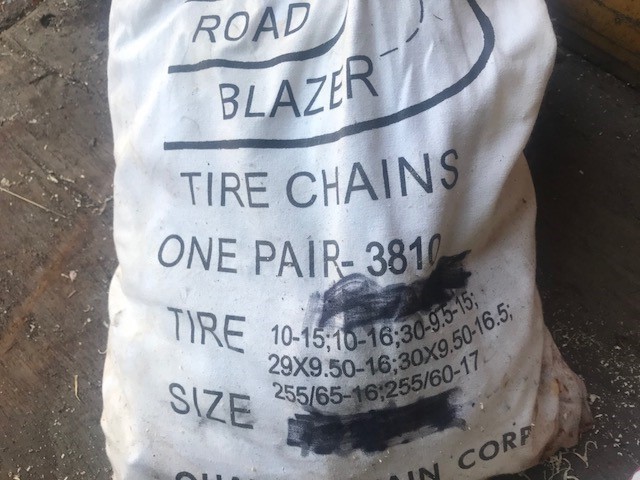 ROAD
BLAZER
TIRE CHAINS
ONE PAIR- 3810
TIRE
10-15;10-16;30-9.5-15;
29X9.50-16;30X9.50-16.5;
SIZE
255/65-16;255/60-17
CORP